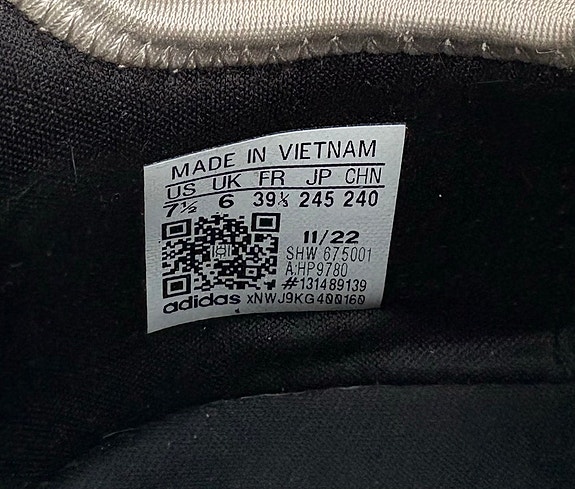 MADE IN VIETNAM
US UK FR JP CHN
7½ 6 39⅓ 245 240
11/22
SHW 675001
A:HP9780
#131489139
adidas xNWJ9KG400160